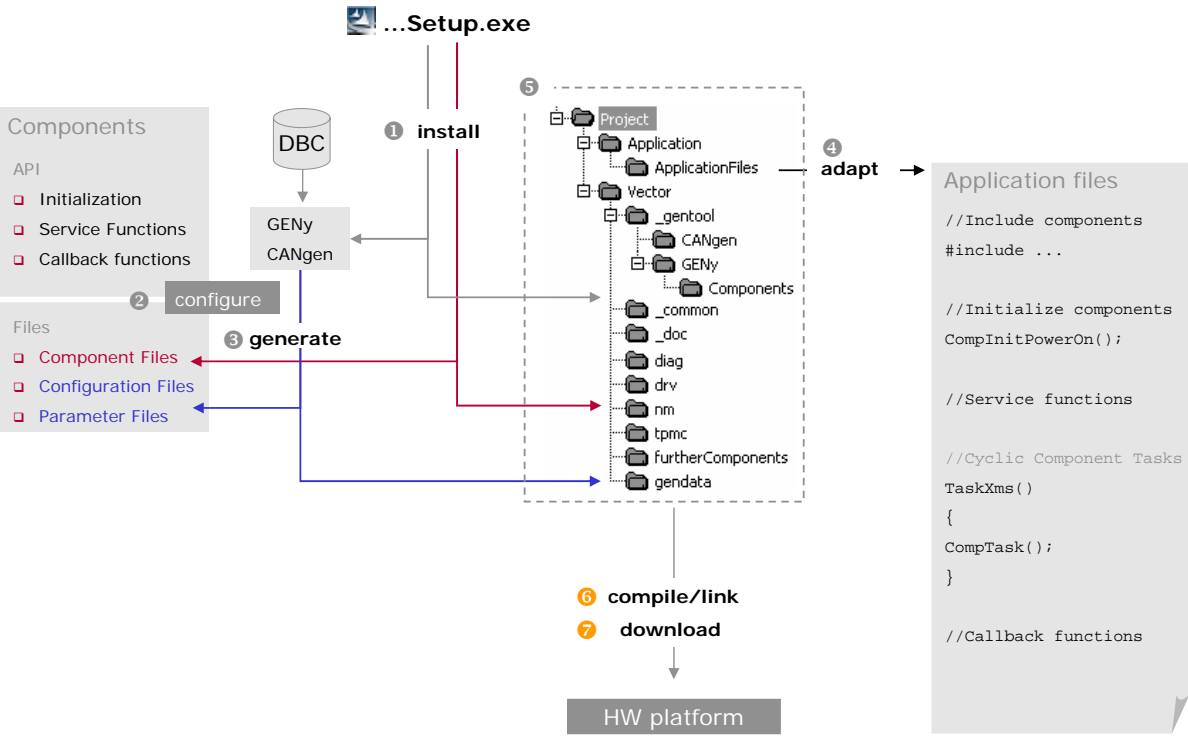 ...Setup.exe
Components
API
Initialization
Service Functions
Callback functions
DBC
GENy
CANgen
❶ install
❷ configure
Files
Component Files
Configuration Files
Parameter Files
❸ generate
❺
Project
Application
ApplicationFiles
Vector
_gentool
CANgen
GENy
Components
_common
_doc
diag
drv
nm
tpmc
furtherComponents
gendata
❹
adapt
Application files
//Include components
#include ...
//Initialize components
CompInitPowerOn();
//Service functions
//Cyclic Component Tasks
TaskXms()
{
CompTask();
}
//Callback functions
❻ compile/link
❼ download
HW platform